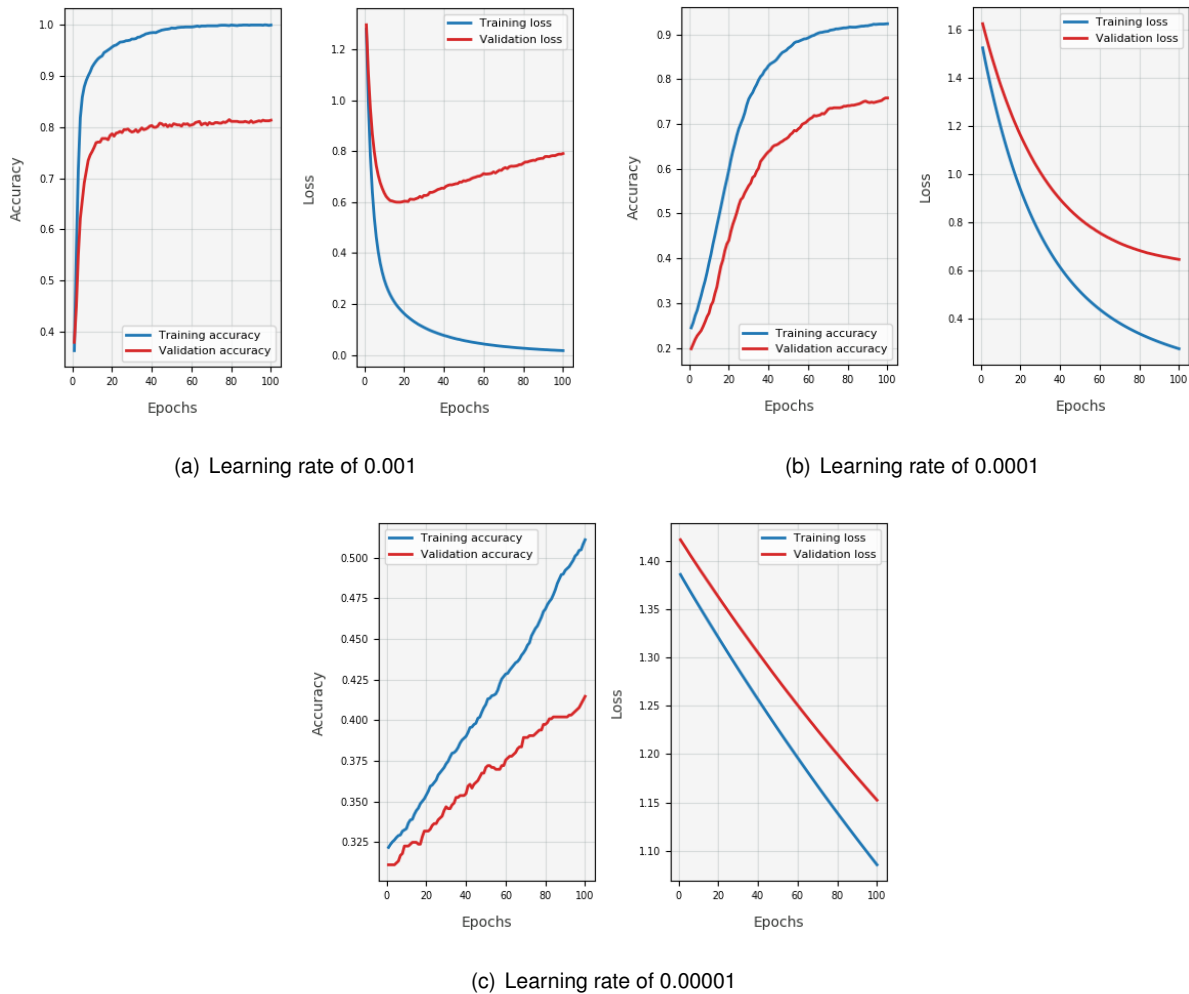 1.0
0.9
0.8
0.7
0.6
0.5
0.4
Accuracy
Training accuracy
Validation accuracy
0 20 40 60 80 100
Epochs
1.2
1.0
0.8
0.6
0.4
0.2
0.0
Loss
Training loss
Validation loss
0 20 40 60 80 100
Epochs
(a) Learning rate of 0.001
0.9
0.8
0.7
0.6
0.5
0.4
0.3
0.2
Accuracy
Training accuracy
Validation accuracy
0 20 40 60 80 100
Epochs
1.6
1.4
1.2
1.0
0.8
0.6
0.4
Loss
Training loss
Validation loss
0 20 40 60 80 100
Epochs
(b) Learning rate of 0.0001
0.500
0.475
0.450
0.425
0.400
0.375
0.350
0.325
Accuracy
Training accuracy
Validation accuracy
0 20 40 60 80 100
Epochs
1.40
1.35
1.30
1.25
1.20
1.15
1.10
Loss
Training loss
Validation loss
0 20 40 60 80 100
Epochs
(c) Learning rate of 0.00001